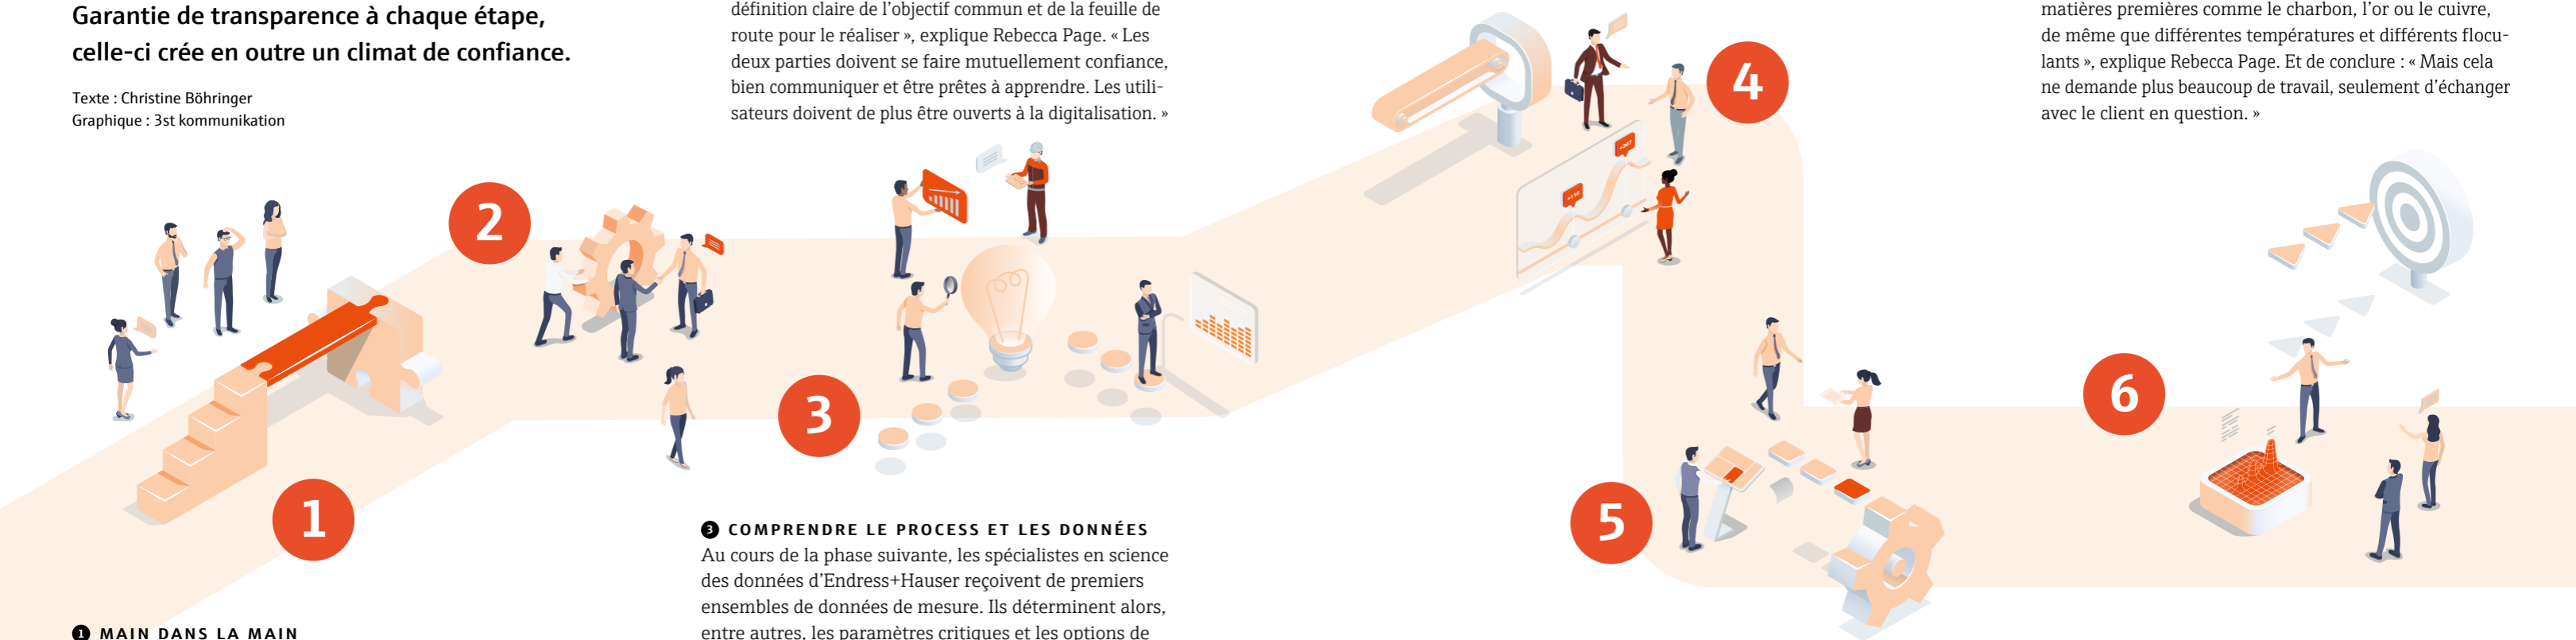 Garantie de transparence à chaque étape,
celle-ci crée en outre un climat de confiance.
Texte : Christine Böhringer
Graphique : 3st kommunikation
définition claire de l’objectif commun et de la feuille de
route pour le réaliser », explique Rebecca Page. « Les
deux parties doivent se faire mutuellement confiance,
bien communiquer et être prêtes à apprendre. Les utili-
sateurs doivent de plus être ouverts à la digitalisation. »
matières premières comme le charbon, l’or ou le cuivre,
de même que différentes températures et différents flocu-
lants », explique Rebecca Page. Et de conclure : « Mais cela
ne demande plus beaucoup de travail, seulement d’échanger
avec le client en question. »
1
2
3
4
5
6
1 MAIN DANS LA MAIN
3 COMPRENDRE LE PROCESS ET LES DONNÉES
Au cours de la phase suivante, les spécialistes en science
des données d’Endress+Hauser reçoivent de premiers
ensembles de données de mesure. Ils déterminent alors,
entre autres, les paramètres critiques et les options de